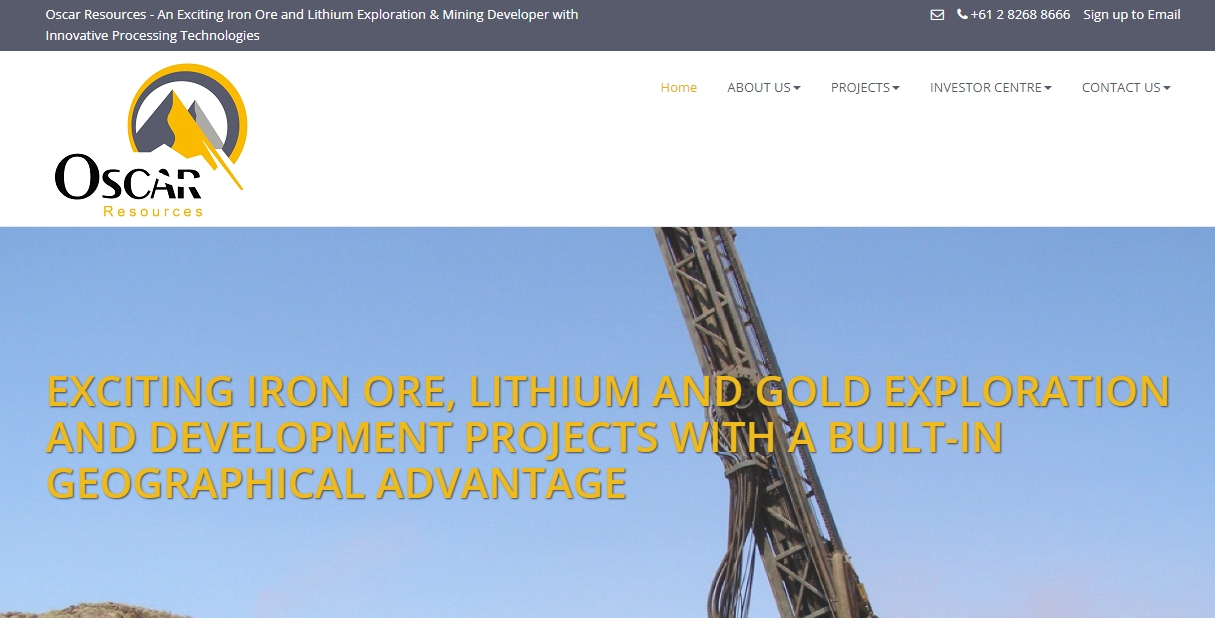 Oscar Resources - An Exciting Iron Ore and Lithium Exploration & Mining Developer with
Innovative Processing Technologies
+61 2 8268 8666 Sign up to Email
OSCAR
Resources
Home ABOUT US PROJECTS INVESTOR CENTRE CONTACT US
EXCITING IRON ORE, LITHIUM AND GOLD EXPLORATION
AND DEVELOPMENT PROJECTS WITH A BUILT-IN
GEOGRAPHICAL ADVANTAGE